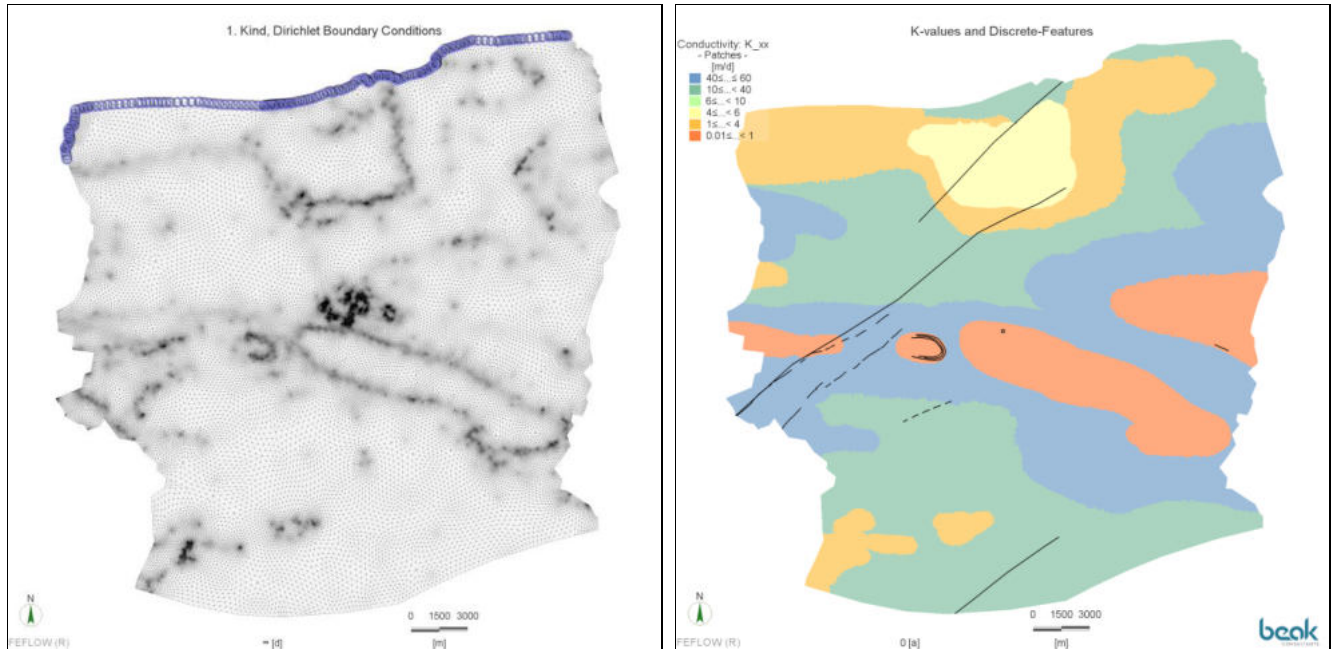 1. Kind, Dirichlet Boundary Conditions
N
0 1500 3000
FEFLOW (R)
∞ [d]
[m]
K-values and Discrete-Features
Conductivity: K_xx
- Patches -
[m/d]
40≤...≤ 60
10≤...< 40
6≤...< 10
4≤...< 6
1≤...< 4
0.01≤...< 1
N
0 1500 3000
FEFLOW (R)
0 [a]
[m]
beak
CONSULTANTS